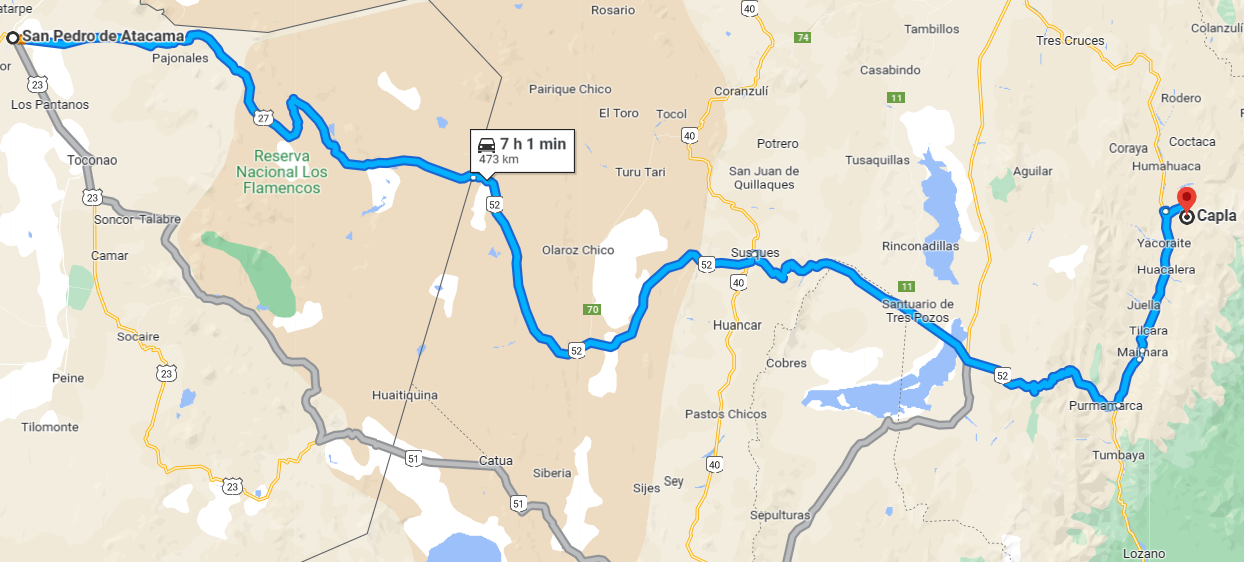 atarpe
Rosario
40
Tambillos
Colanzulí
San Pedro de Atacama
74
Tres Cruces
Pajonales
or
23
Casabindo
Pairique Chico
Coranzulí
11
Rodero
Los Pantanos
27
El Toro
Tocol
40
Potrero
Coctaca
7 h 1 min
473 km
Coraya
Reserva
Nacional Los
Flamencos
Toconao
Tusaquillas
Humahuaca
Turu Tari
San Juan de
Quillaques
Aguilar
23
52
Soncor
Talabre
Capla
Camar
Olaroz Chico
Susques
52
Rinconadillas
Yacoraite
Huacalera
40
11
70
Santuario de
Tres Pozos
Juella
Huancar
Tilcara
Socaire
52
Maimara
Cobres
23
Peine
52
Huaitiquina
Purmamarca
Pastos Chicos
Tilomonte
51
Catua
40
Tumbaya
Siberia
Sijes
Sey
23
51
Sepulturas
Lozano